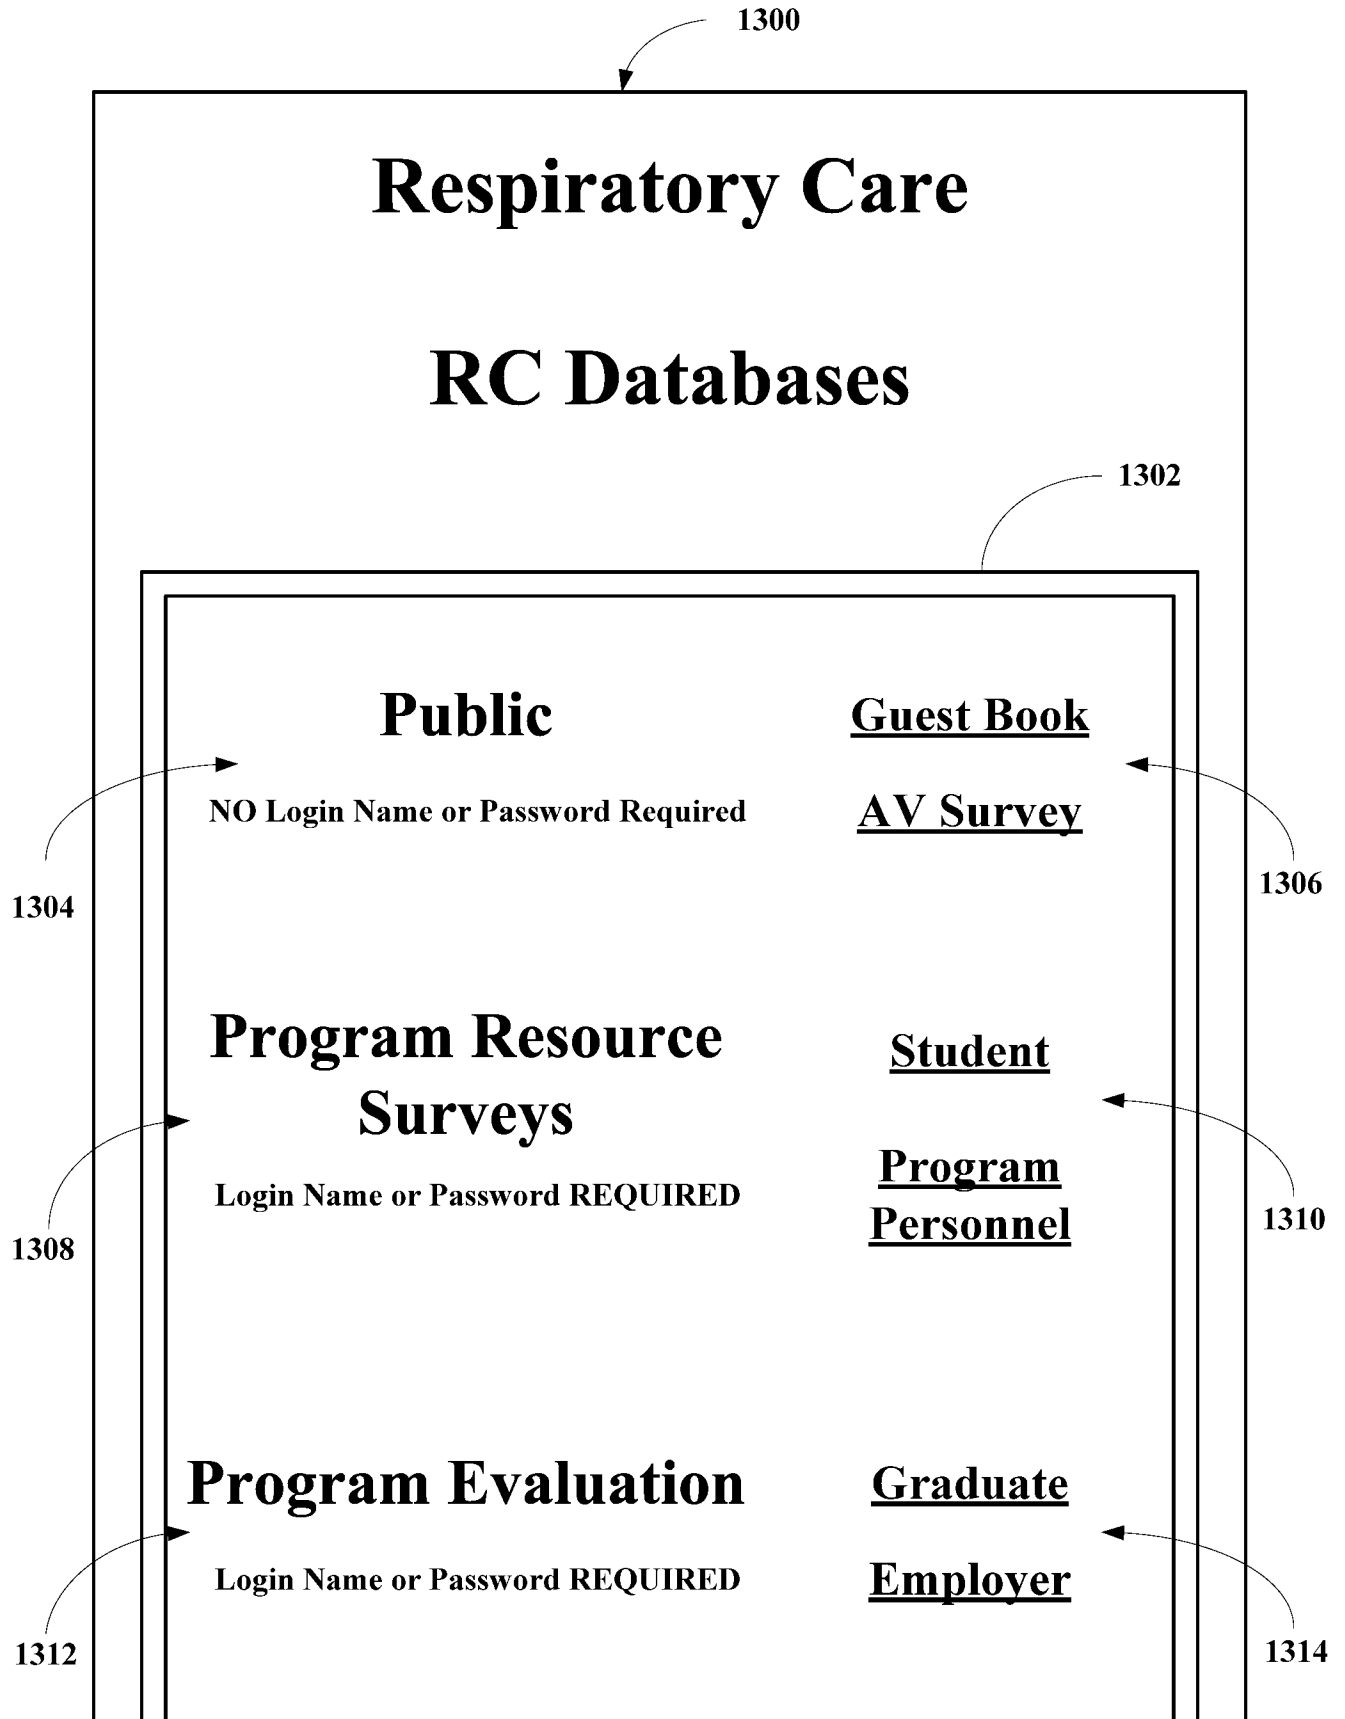 1300
Respiratory Care
RC Databases
1302
Public
Guest Book
NO Login Name or Password Required
AV Survey
1304
1306
Program Resource
Surveys
Student
Login Name or Password REQUIRED
Program
Personnel
1308
1310
Program Evaluation
Graduate
Login Name or Password REQUIRED
Employer
1312
1314